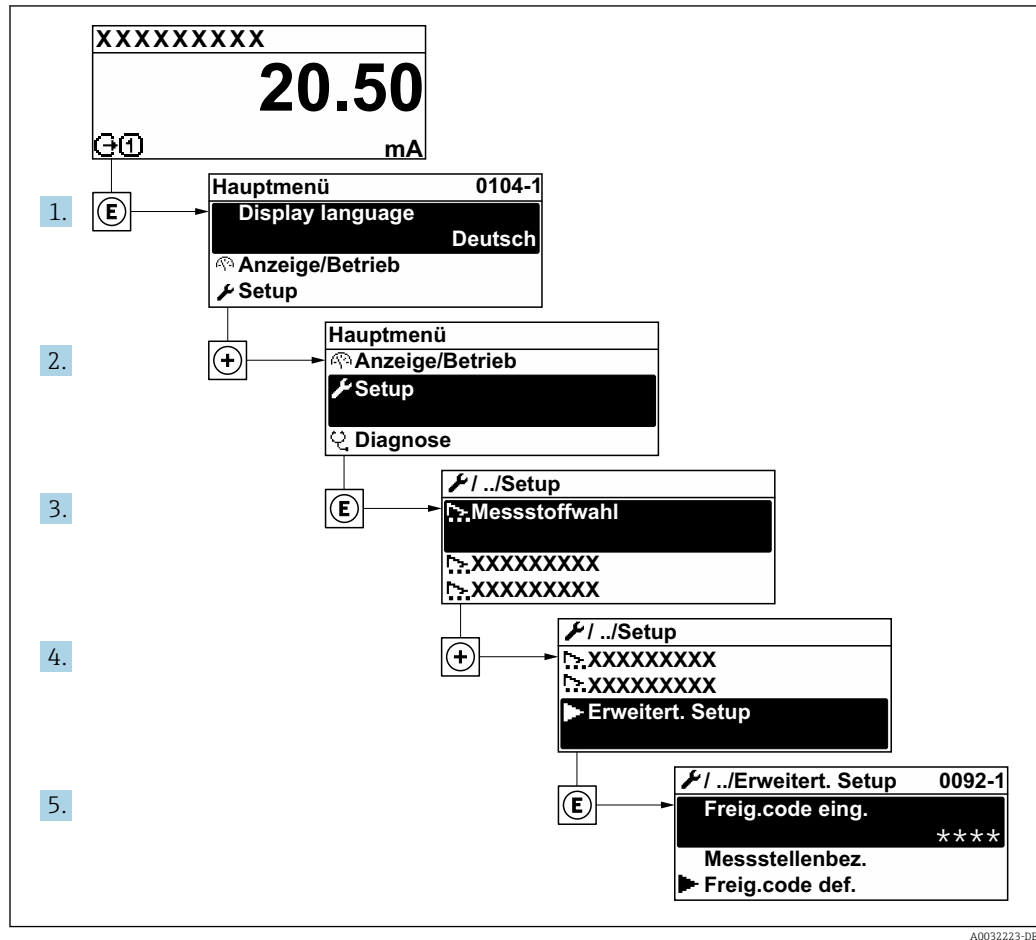 XXXXXXXXX
20.50
1
mA
1.
E
Hauptmenü 0104-1
Display language
Deutsch
Anzeige/Betrieb
Setup
2.
+
Hauptmenü
Anzeige/Betrieb
Setup
Diagnose
3.
E
/ ../Setup
Messstoffwahl
XXXXXXXXX
XXXXXXXXX
4.
+
/ ../Setup
XXXXXXXXX
XXXXXXXXX
Erweitert. Setup
5.
E
/ ../Erweitert. Setup 0092-1
Freig.code eing.
****
Messstellenbez.
Freig.code def.
A0032223-DE